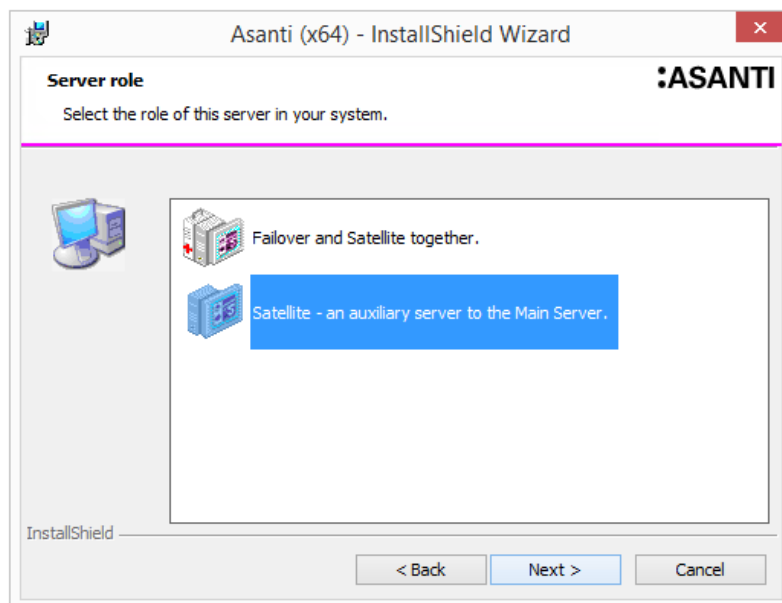 Asanti (x64) - InstallShield Wizard
Server role
:ASANTI
Select the role of this server in your system.
Failover and Satellite together.
Satellite - an auxiliary server to the Main Server.
InstallShield
< Back
Next >
Cancel